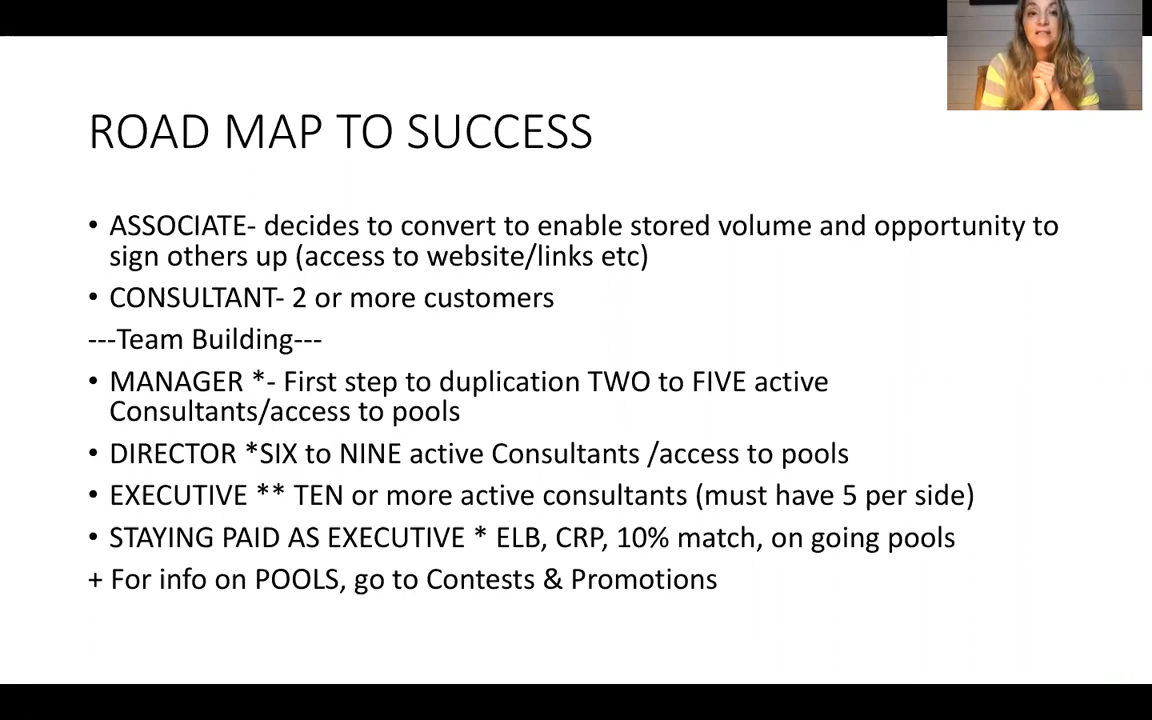 ROAD MAP TO SUCCESS
• ASSOCIATE- decides to convert to enable stored volume and opportunity to
sign others up (access to website/links etc)
• CONSULTANT- 2 or more customers
---Team Building---
• MANAGER *- First step to duplication TWO to FIVE active
Consultants/access to pools
• DIRECTOR *SIX to NINE active Consultants /access to pools
• EXECUTIVE ** TEN or more active consultants (must have 5 per side)
• STAYING PAID AS EXECUTIVE * ELB, CRP, 10% match, on going pools
+ For info on POOLS, go to Contests & Promotions